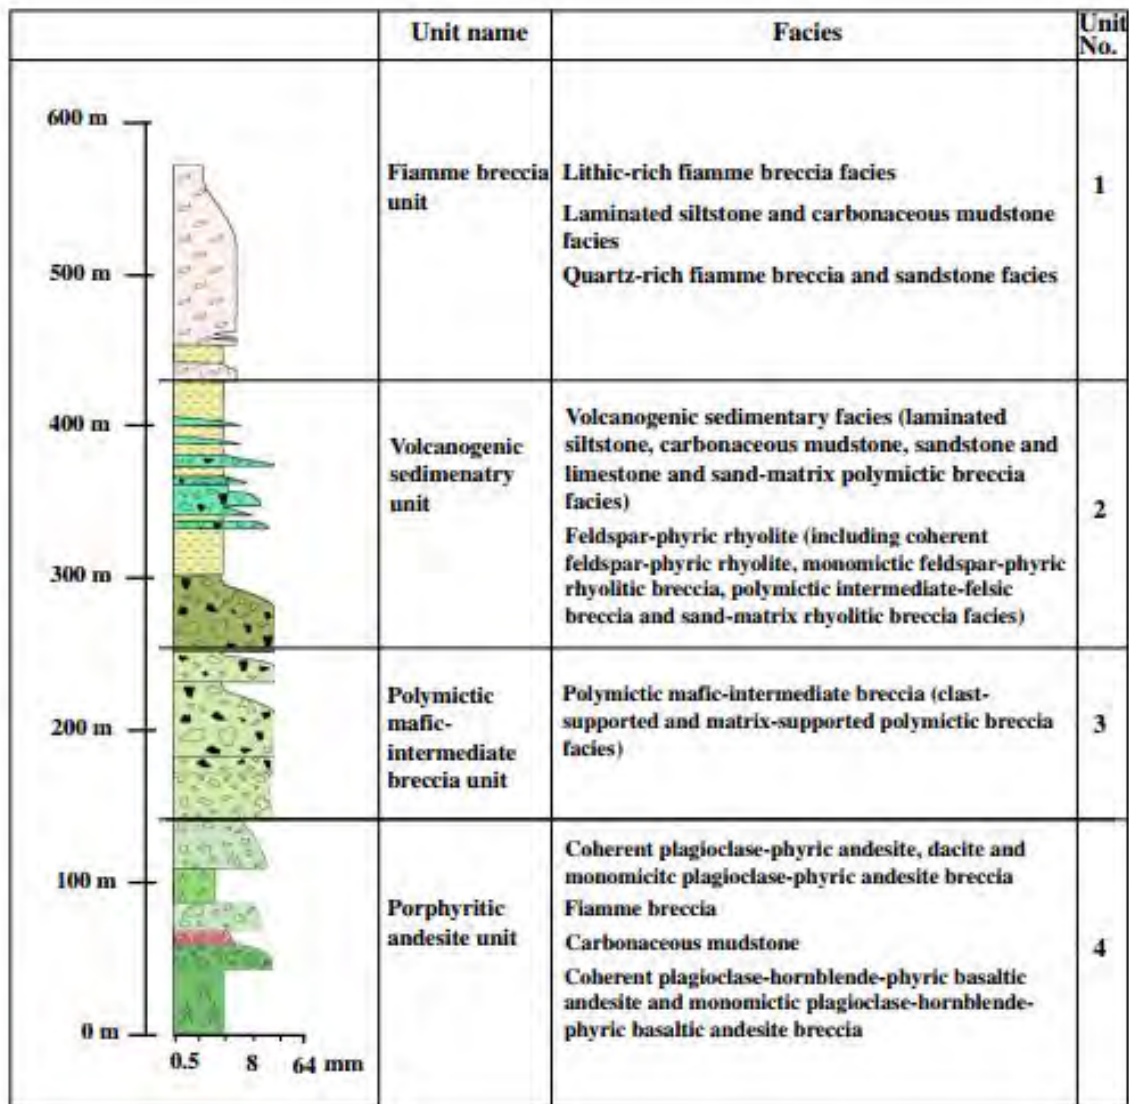 Unit name
Facies
Unit
No.
600 m
500 m
400 m
300 m
200 m
100 m
0 m
0.5
8
64 mm
Fiamme breccia
unit
Lithic-rich fiamme breccia facies
Laminated siltstone and carbonaceous mudstone
facies
Quartz-rich fiamme breccia and sandstone facies
1
Volcanogenic
sedimenatry
unit
Volcanogenic sedimentary facies (laminated
siltstone, carbonaceous mudstone, sandstone and
limestone and sand-matrix polymictic breccia
facies)
Feldspar-phyric rhyolite (including coherent
feldspar-phyric rhyolite, monomictic feldspar-phyric
rhyolitic breccia, polymictic intermediate-felsic
breccia and sand-matrix rhyolitic breccia facies)
2
Polymictic
mafic-
intermediate
breccia unit
Polymictic mafic-intermediate breccia (clast-
supported and matrix-supported polymictic breccia
facies)
3
Porphyritic
andesite unit
Coherent plagioclase-phyric andesite, dacite and
monomicitc plagioclase-phyric andesite breccia
Fiamme breccia
Carbonaceous mudstone
Coherent plagioclase-hornblende-phyric basaltic
andesite and monomictic plagioclase-hornblende-
phyric basaltic andesite breccia
4